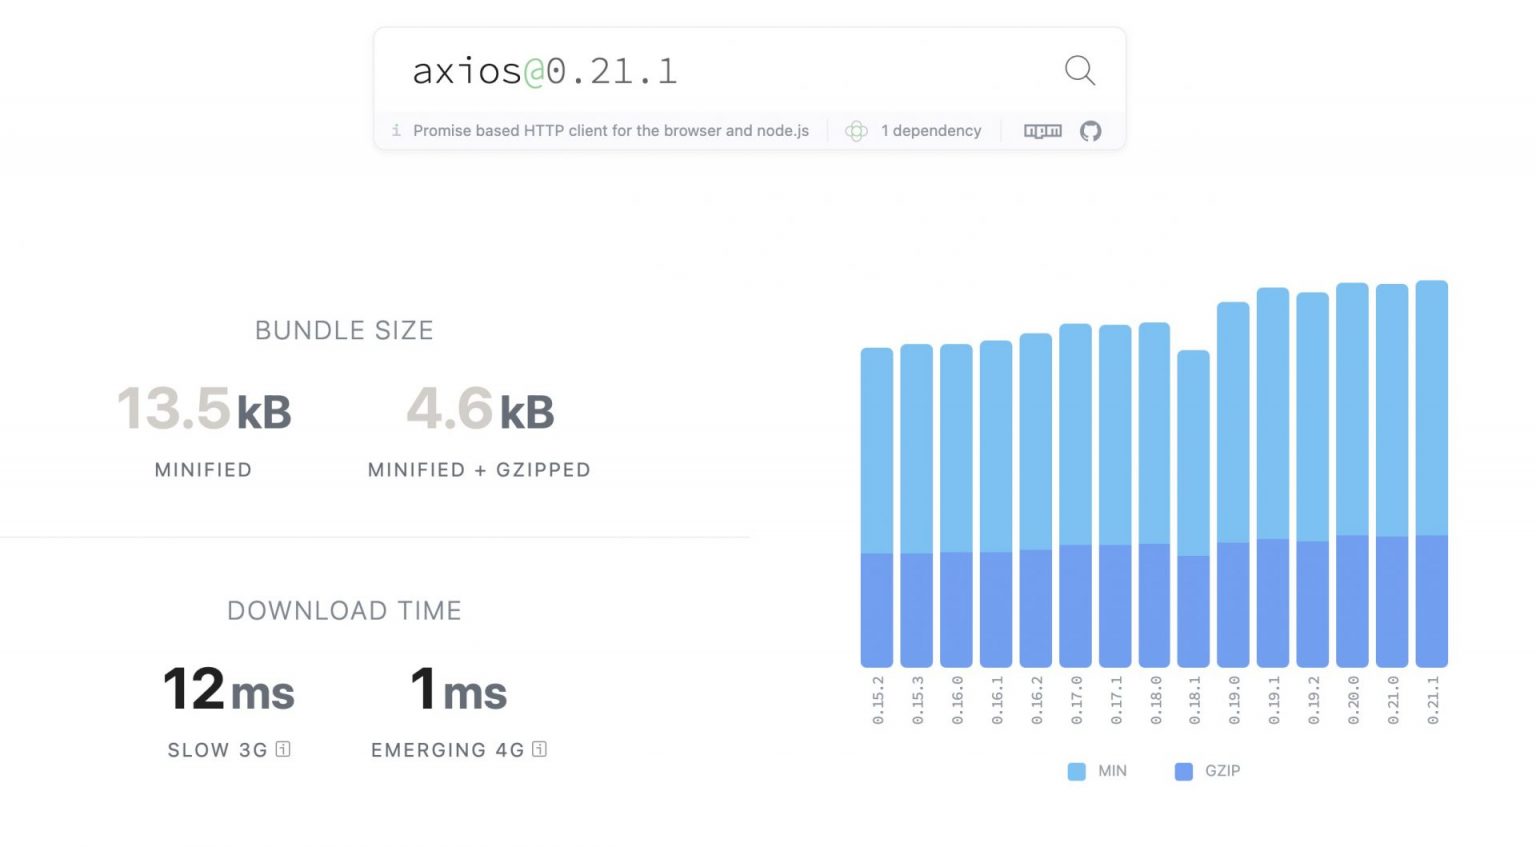 axios@0.21.1
i Promise based HTTP client for the browser and node.js 1 dependency npm
BUNDLE SIZE
13.5 kB 4.6 kB
MINIFIED MINIFIED + GZIPPED
DOWNLOAD TIME
12 ms 1 ms
SLOW 3G i EMERGING 4G i
0.15.2 0.15.3 0.16.0 0.16.1 0.16.2 0.17.0 0.17.1 0.18.0 0.18.1 0.19.0 0.19.1 0.19.2 0.20.0 0.21.0 0.21.1
MIN GZIP